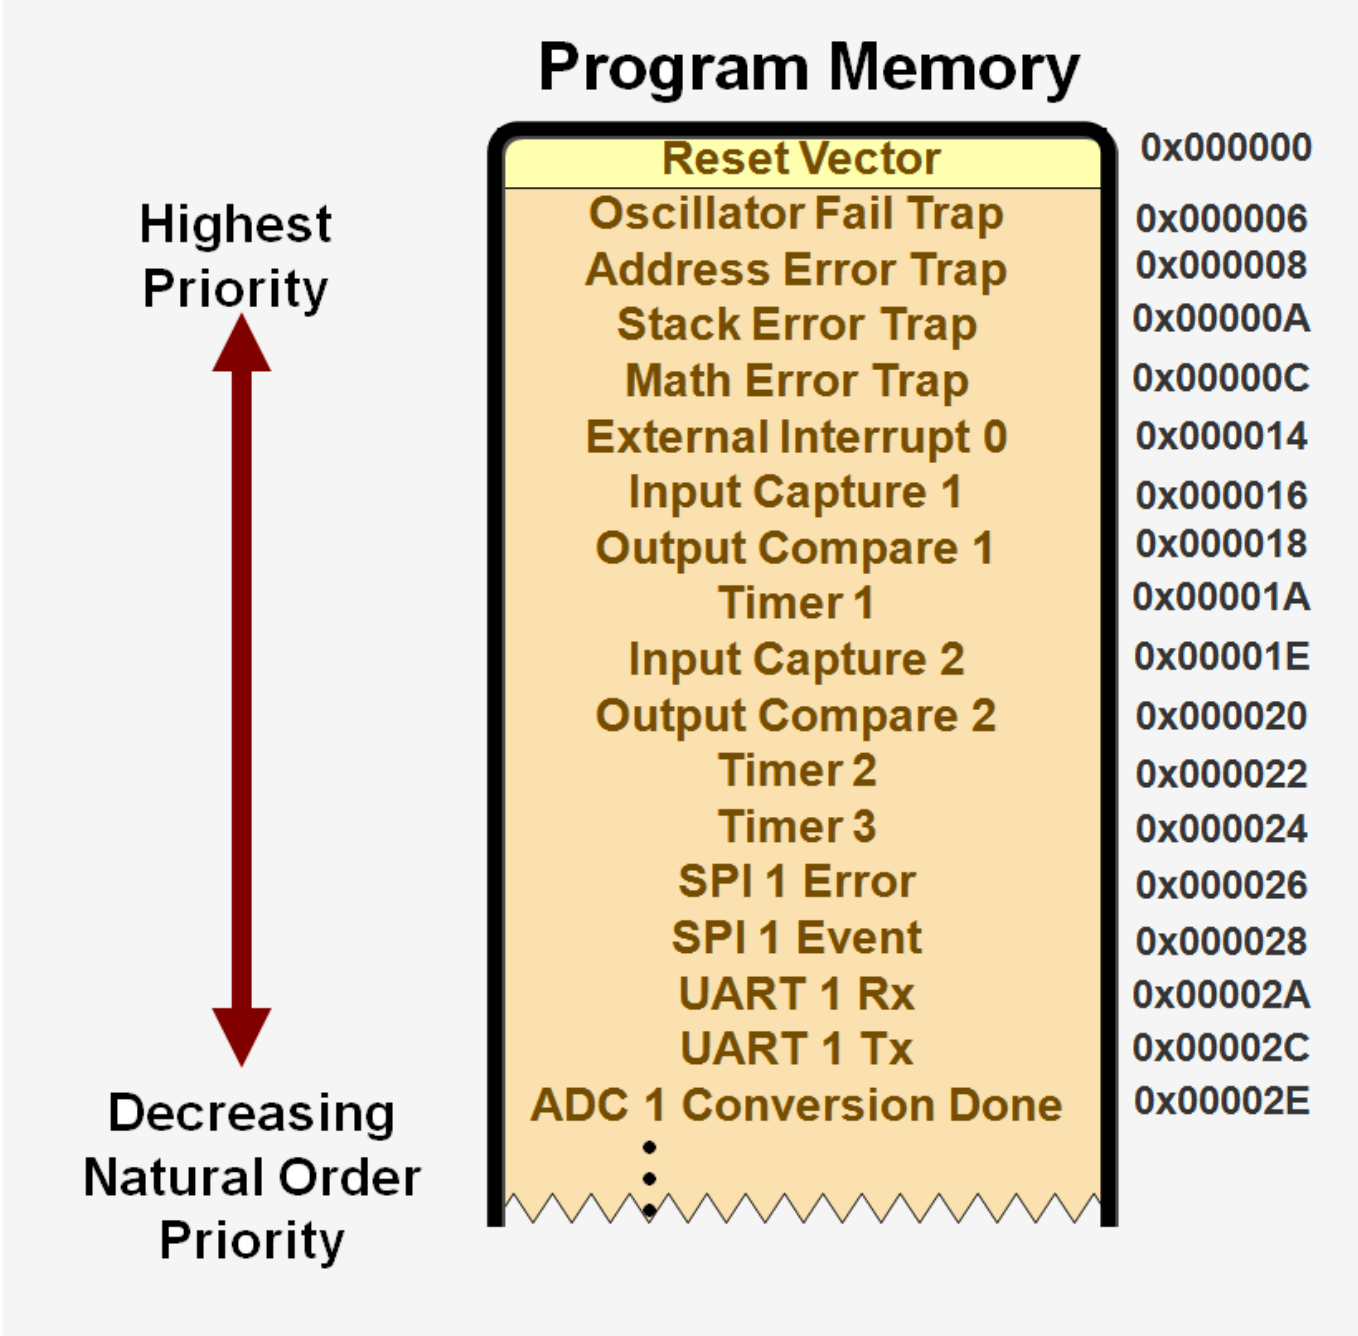 Program Memory
Reset Vector 0x000000
Highest
Priority
Oscillator Fail Trap 0x000006
Address Error Trap 0x000008
Stack Error Trap 0x00000A
Math Error Trap 0x00000C
External Interrupt 0 0x000014
Input Capture 1 0x000016
Output Compare 1 0x000018
Timer 1 0x00001A
Input Capture 2 0x00001E
Output Compare 2 0x000020
Timer 2 0x000022
Timer 3 0x000024
SPI 1 Error 0x000026
SPI 1 Event 0x000028
UART 1 Rx 0x00002A
UART 1 Tx 0x00002C
ADC 1 Conversion Done 0x00002E
Decreasing
Natural Order
Priority